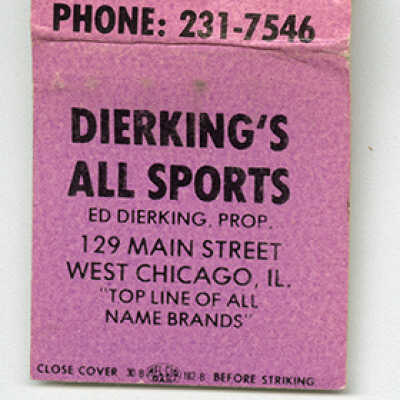 PHONE: 231-7546
DIERKING'S
ALL SPORTS
ED DIERKING, PROP.
129 MAIN STREET
WEST CHICAGO, IL.
"TOP LINE OF ALL
NAME BRANDS"
CLOSE COVER BEFORE STRIKING